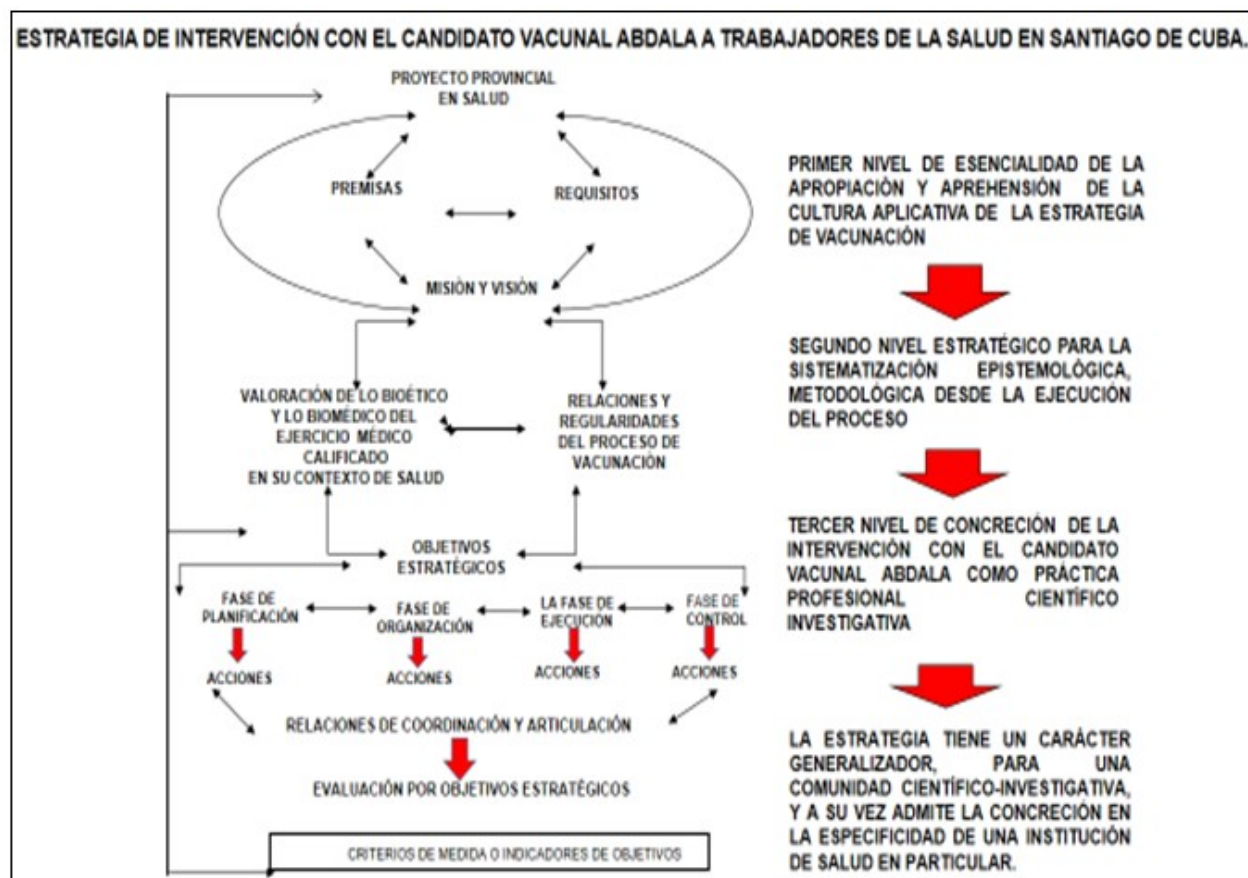 ESTRATEGIA DE INTERVENCIÓN CON EL CANDIDATO VACUNAL ABDALA A TRABAJADORES DE LA SALUD EN SANTIAGO DE CUBA.
PROYECTO PROVINCIAL
EN SALUD
PREMISAS
REQUISITOS
MISIÒN Y VISIÒN
VALORACIÓN DE LO BIOÉTICO
Y LO BIOMÉDICO DEL
EJERCICIO MÉDICO
CALIFICADO
EN SU CONTEXTO DE SALUD
RELACIONES Y
REGULARIDADES
DEL PROCESO DE
VACUNACIÓN
OBJETIVOS
ESTRATÉGICOS
FASE DE
PLANIFICACIÓN
FASE DE
ORGANIZACIÓN
LA FASE DE
EJECUCIÓN
FASE DE
CONTROL
ACCIONES
ACCIONES
ACCIONES
ACCIONES
RELACIONES DE COORDINACIÓN Y ARTICULACIÓN
EVALUACIÓN POR OBJETIVOS ESTRATÉGICOS
CRITERIOS DE MEDIDA O INDICADORES DE OBJETIVOS
PRIMER NIVEL DE ESENCIALIDAD DE LA
APROPIACIÒN Y APREHENSIÒN DE LA
CULTURA APLICATIVA DE LA ESTRATEGIA
DE VACUNACIÓN
SEGUNDO NIVEL ESTRATÉGICO PARA LA
SISTEMATIZACIÓN EPISTEMOLÓGICA,
METODOLÓGICA DESDE LA EJECUCIÓN
DEL PROCESO
TERCER NIVEL DE CONCRECIÓN DE LA
INTERVENCIÓN CON EL CANDIDATO
VACUNAL ABDALA COMO PRÁCTICA
PROFESIONAL CIENTÍFICO
INVESTIGATIVA
LA ESTRATEGIA TIENE UN CARÁCTER
GENERALIZADOR, PARA UNA
COMUNIDAD CIENTÍFICO-INVESTIGATIVA,
Y A SU VEZ ADMITE LA CONCRECIÓN EN
LA ESPECIFICIDAD DE UNA INSTITUCIÓN
DE SALUD EN PARTICULAR.